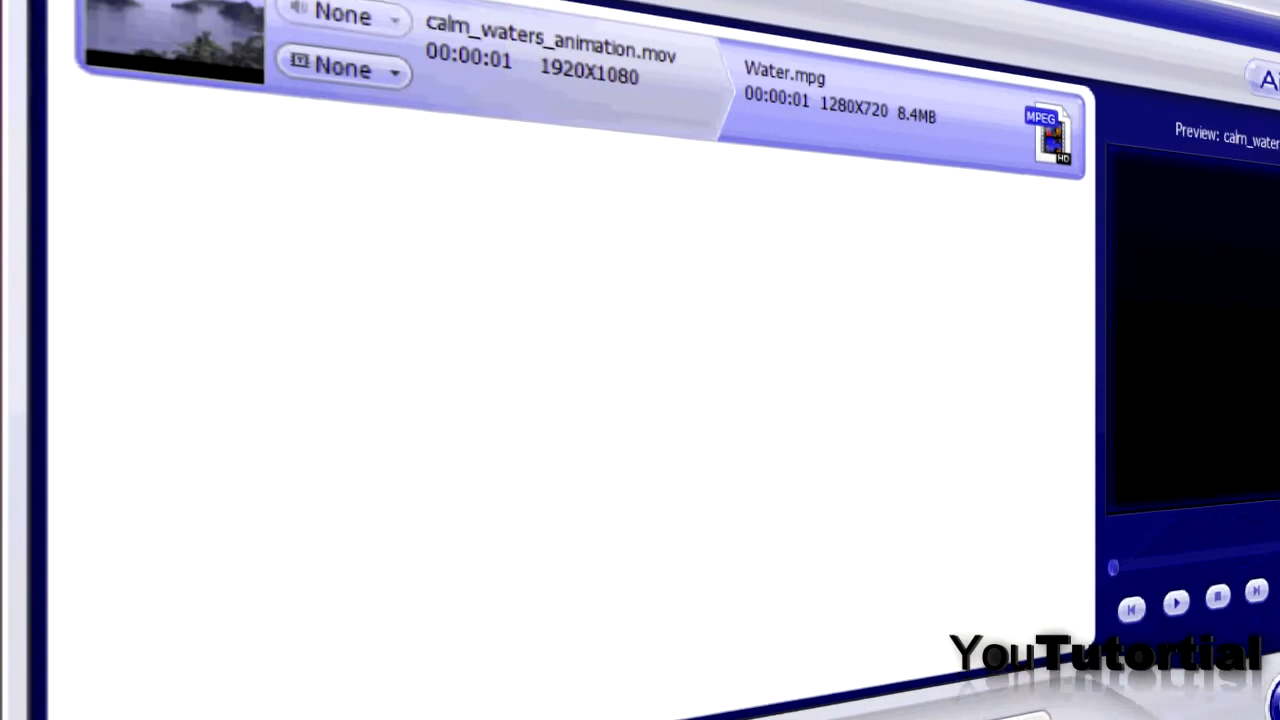 None
calm_waters_animation.mov
00:00:01 1920X1080
None
Water.mpg
00:00:01 1280X720 8.4MB
MPEG
HD
Preview: calm_water
YouTutortial